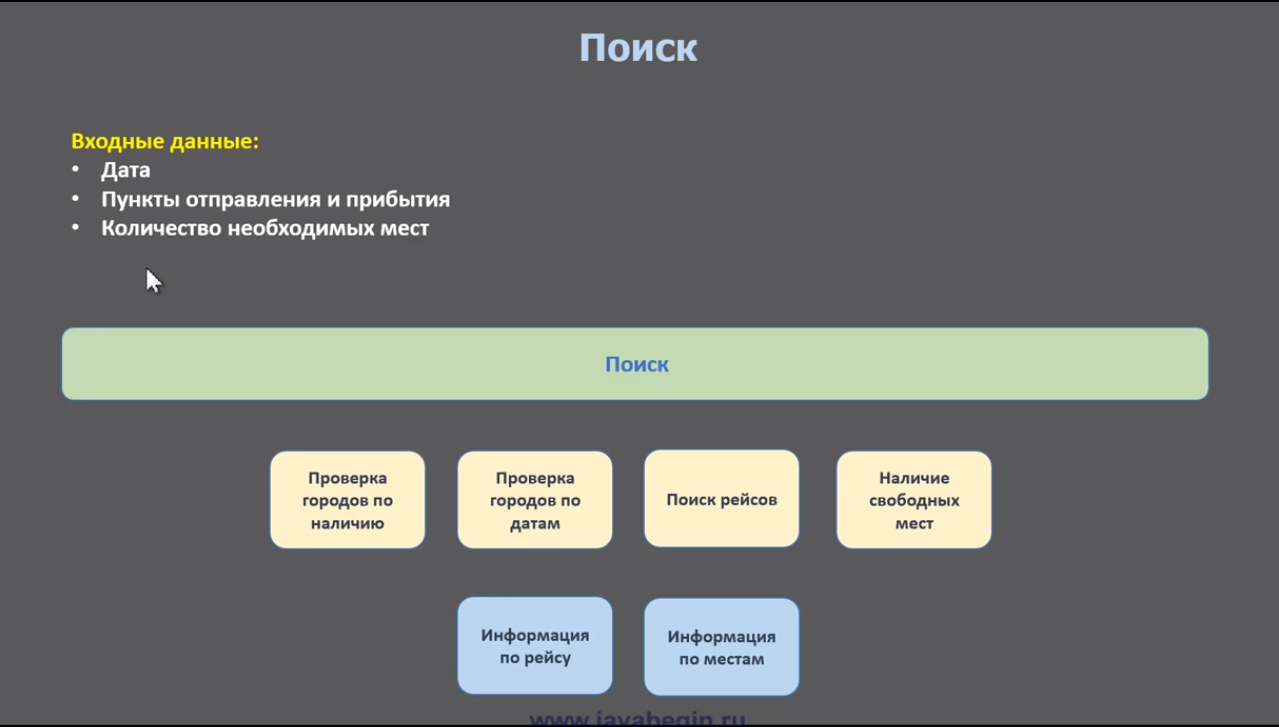 Поиск
Входные данные:
• Дата
• Пункты отправления и прибытия
• Количество необходимых мест
Поиск
Проверка
городов по
наличию
Проверка
городов по
датам
Поиск рейсов
Наличие
свободных
мест
Информация
по рейсу
Информация
по местам
www.javabegin.ru